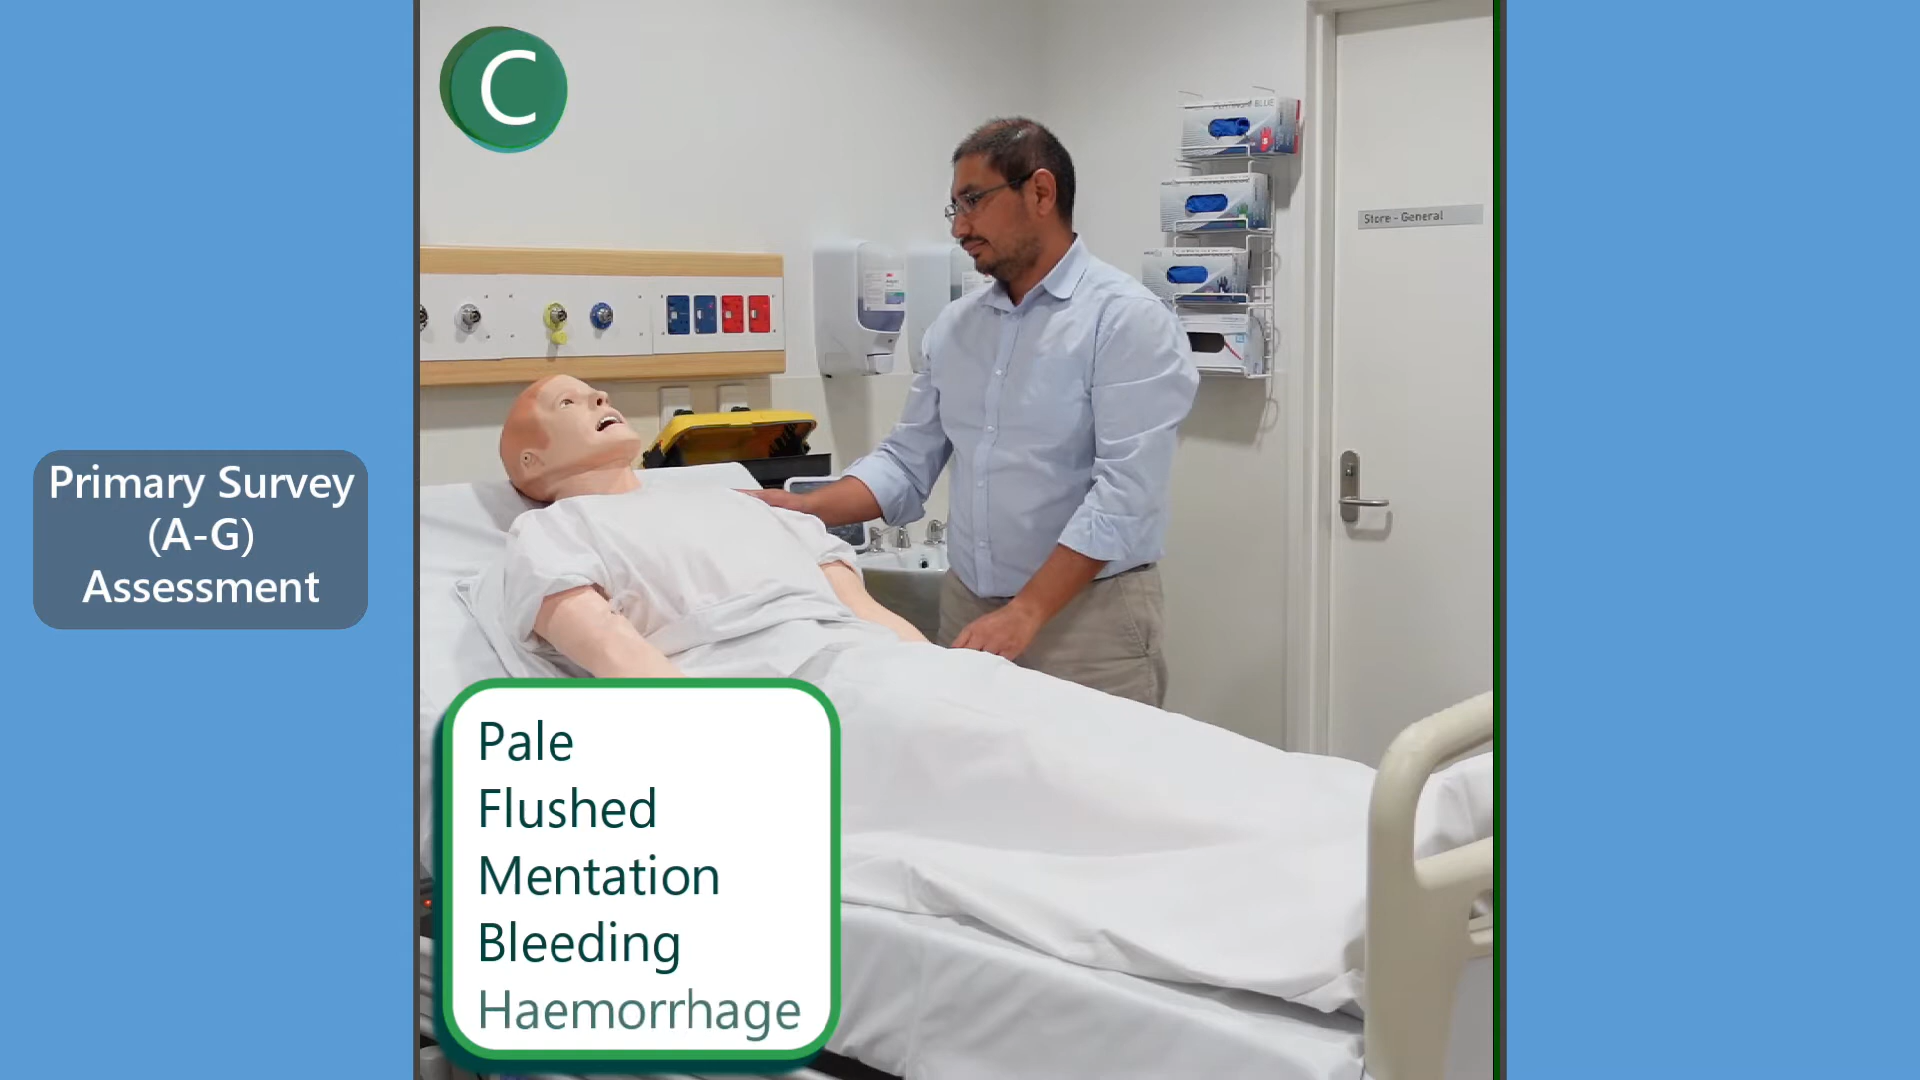 C
Primary Survey
(A-G)
Assessment
Store - General
Pale
Flushed
Mentation
Bleeding
Haemorrhage